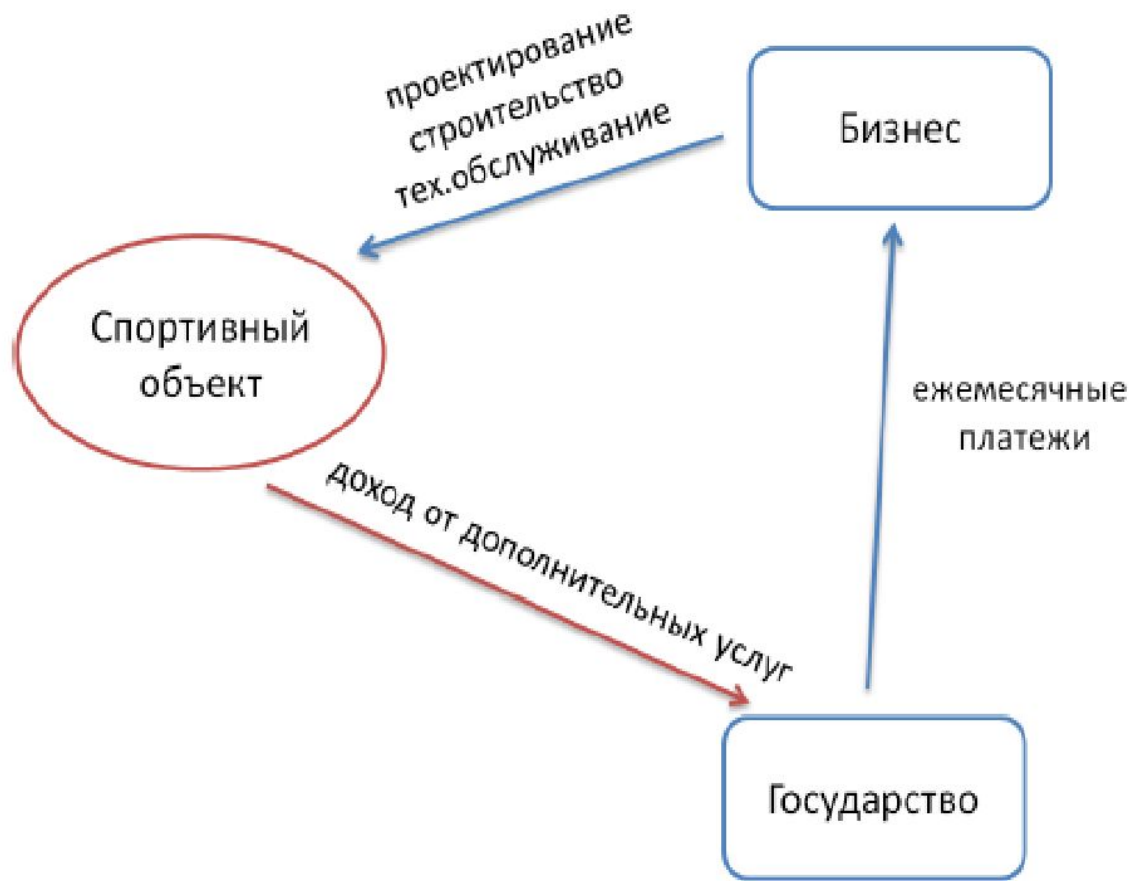 проектирование
строительство
тех.обслуживание
Бизнес
Спортивный
объект
ежемесячные
платежи
доход от дополнительных услуг
Государство